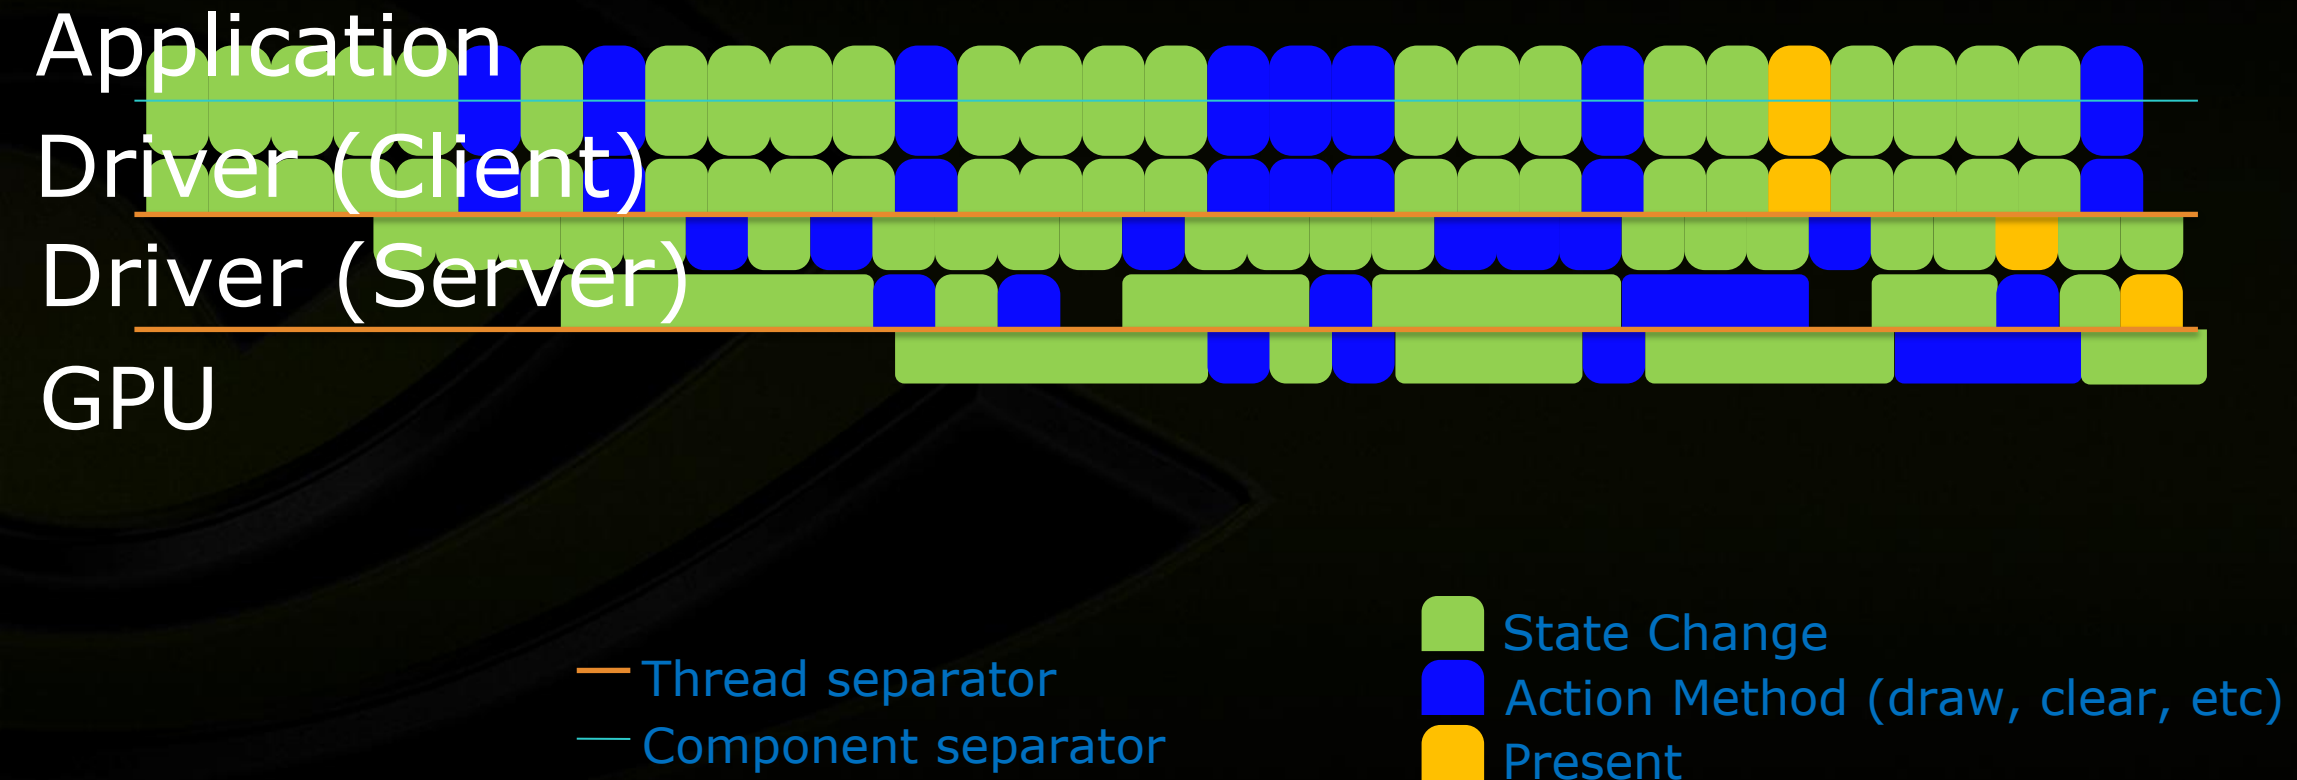 Application
Driver (Client)
Driver (Server)
GPU
Thread separator
Component separator
State Change
Action Method (draw, clear, etc)
Present